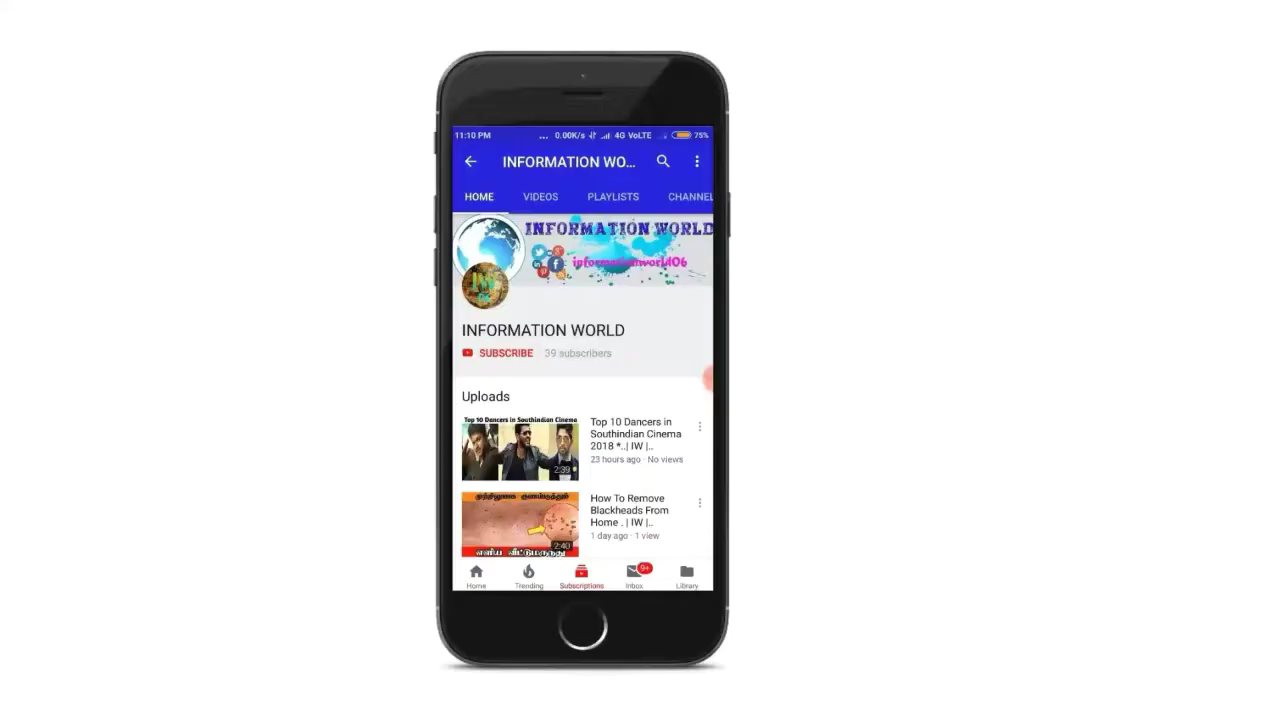 11:10 PM ... 0.00K/s 4G VoLTE 75%
INFORMATION WO...
HOME VIDEOS PLAYLISTS CHANNEL
INFORMATION WORLD
informationworld106
INFORMATION WORLD
SUBSCRIBE 39 subscribers
Uploads
Top 10 Dancers in Southindian Cinema
2:39
Top 10 Dancers in
Southindian Cinema
2018 *..| IW |..
23 hours ago · No views
2:40
எளிய வீட்டுமருந்து
How To Remove
Blackheads From
Home . | IW |..
1 day ago · 1 view
9+
Home Trending Subscriptions Inbox Library